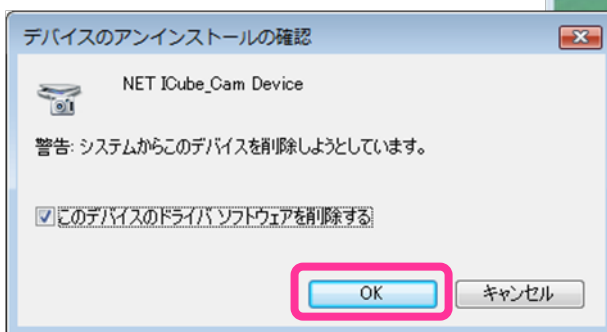 デバイスのアンインストールの確認
NET ICube_Cam Device
警告: システムからこのデバイスを削除しようとしています。
このデバイスのドライバ ソフトウェアを削除する
OK
キャンセル